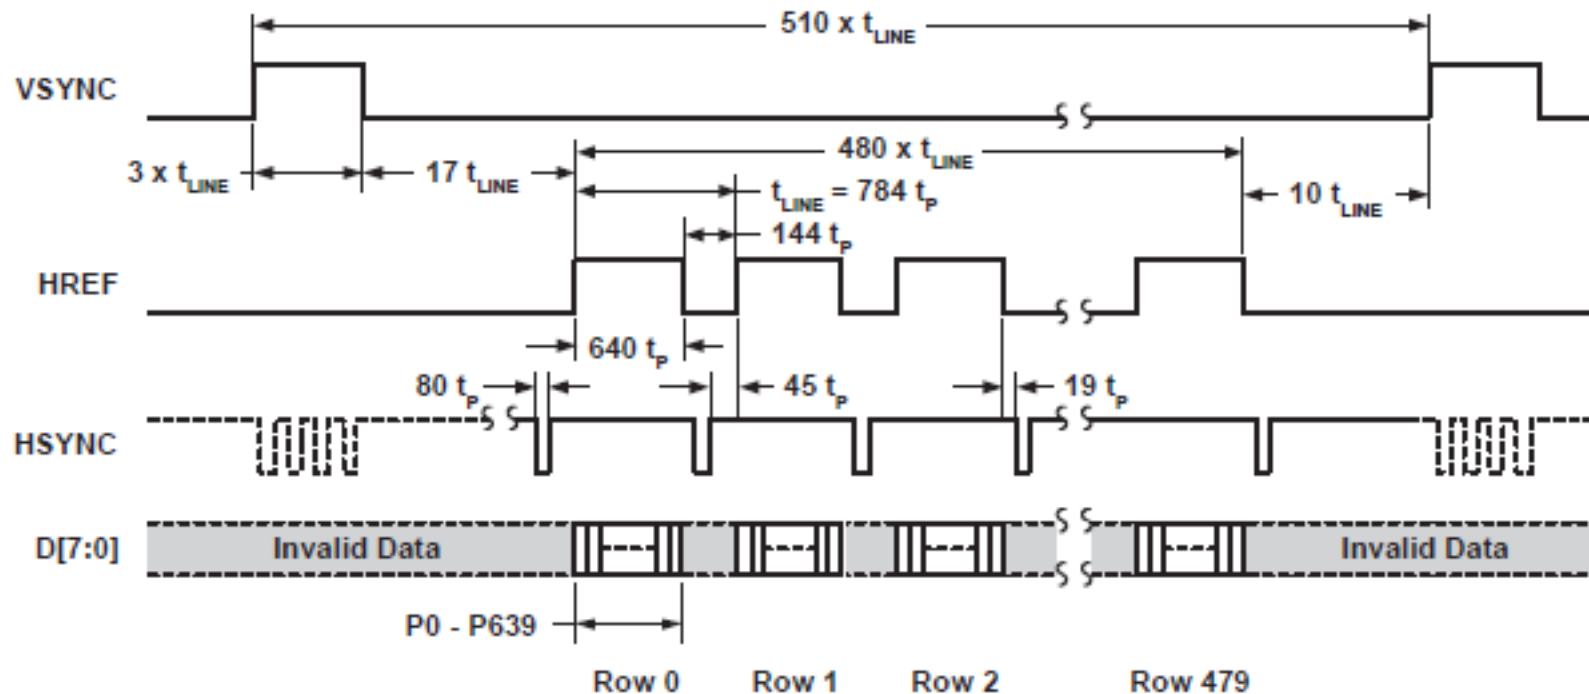 510 x tLINE
VSYNC
480 x tLINE
3 x tLINE
17 tLINE
tLINE = 784 tP
10 tLINE
144 tP
HREF
640 tP
80 tP
45 tP
19 tP
HSYNC
D[7:0]
Invalid Data
Invalid Data
P0 - P639
Row 0
Row 1
Row 2
Row 479